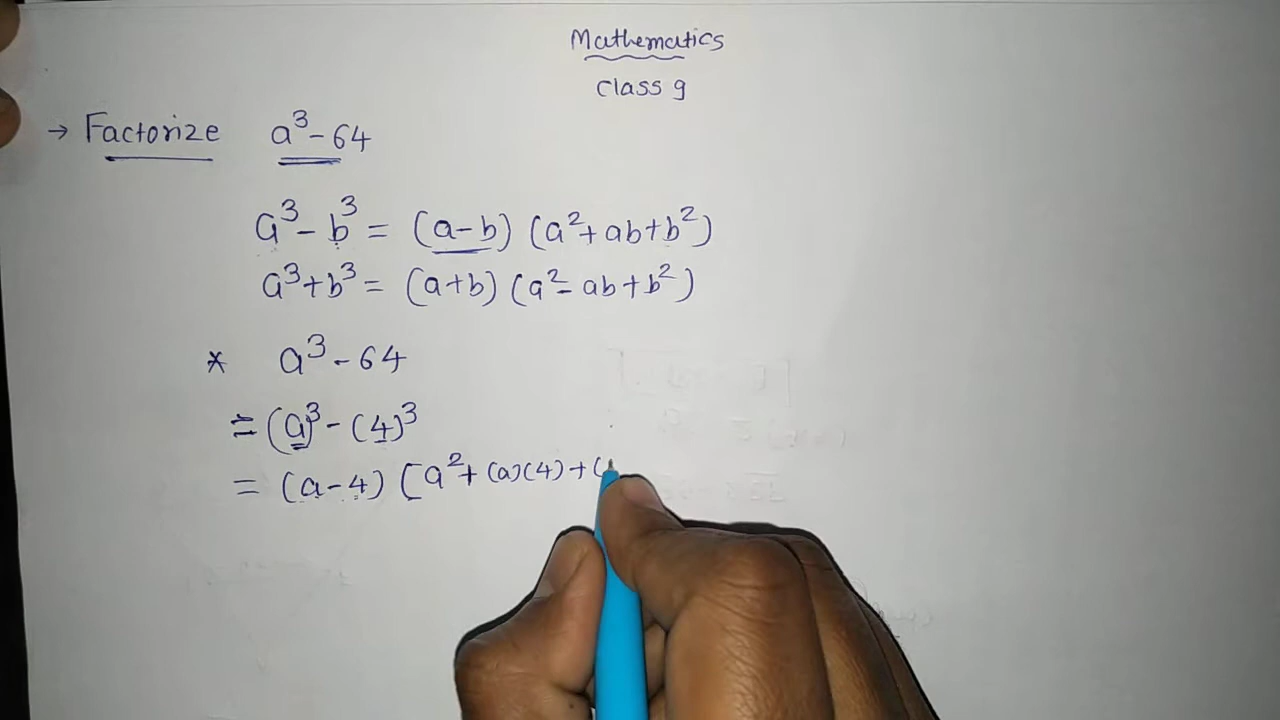 Mathematics
Class 9
→ Factorize a³-64
a³-b³ = (a-b) (a²+ab+b²)
a³+b³ = (a+b) (a²-ab+b²)
* a³-64
= (a)³-(4)³
= (a-4) [a²+(a)(4)+(